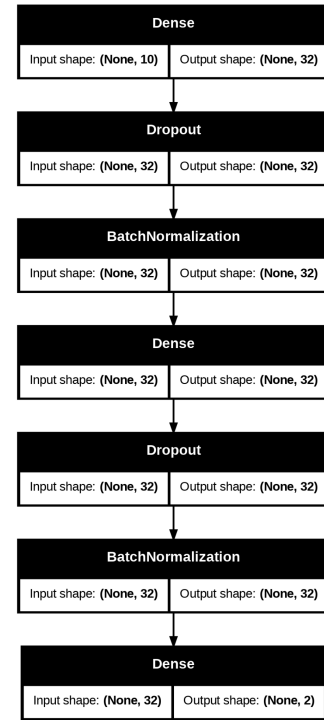 Dense
Input shape: (None, 10) Output shape: (None, 32)
Dropout
Input shape: (None, 32) Output shape: (None, 32)
BatchNormalization
Input shape: (None, 32) Output shape: (None, 32)
Dense
Input shape: (None, 32) Output shape: (None, 32)
Dropout
Input shape: (None, 32) Output shape: (None, 32)
BatchNormalization
Input shape: (None, 32) Output shape: (None, 32)
Dense
Input shape: (None, 32) Output shape: (None, 2)